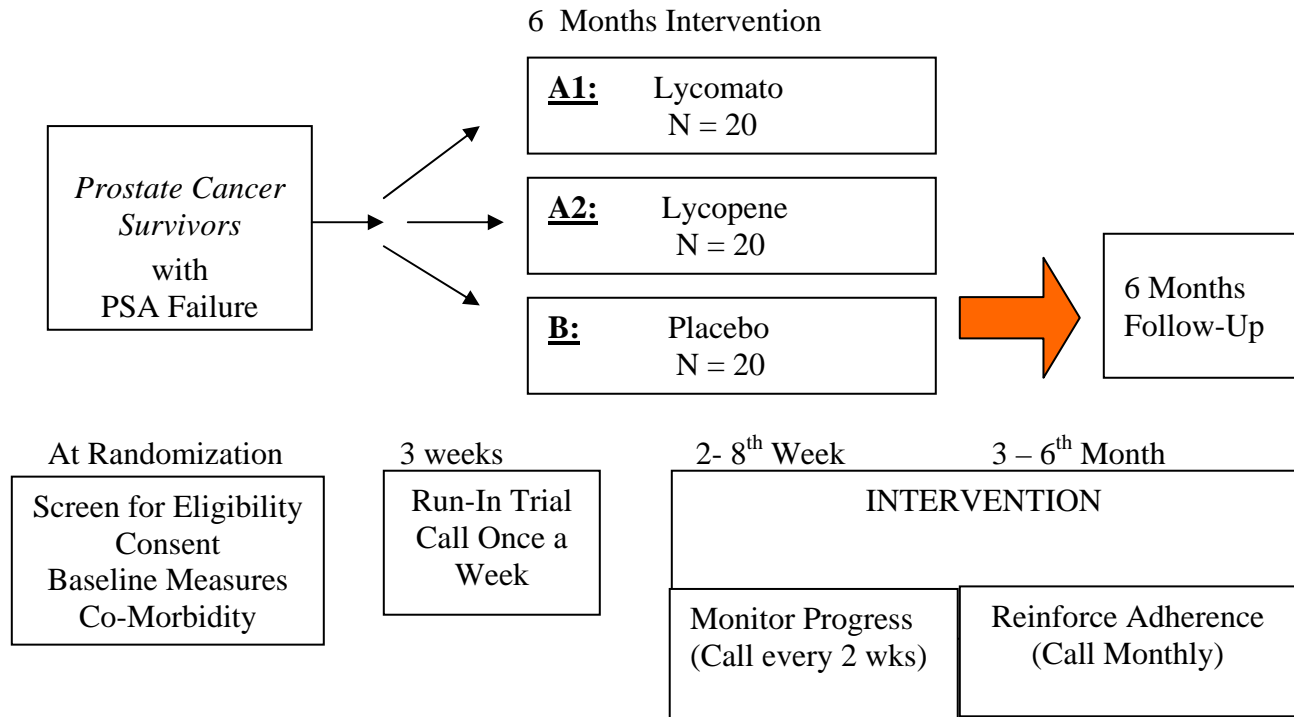 6 Months Intervention
A1: Lycomato
N = 20
Prostate Cancer
Survivors
with
PSA Failure
A2: Lycopene
N = 20
B: Placebo
N = 20
6 Months
Follow-Up
At Randomization
Screen for Eligibility
Consent
Baseline Measures
Co-Morbidity
3 weeks
Run-In Trial
Call Once a
Week
2- 8th Week
3 – 6th Month
INTERVENTION
Monitor Progress
(Call every 2 wks)
Reinforce Adherence
(Call Monthly)